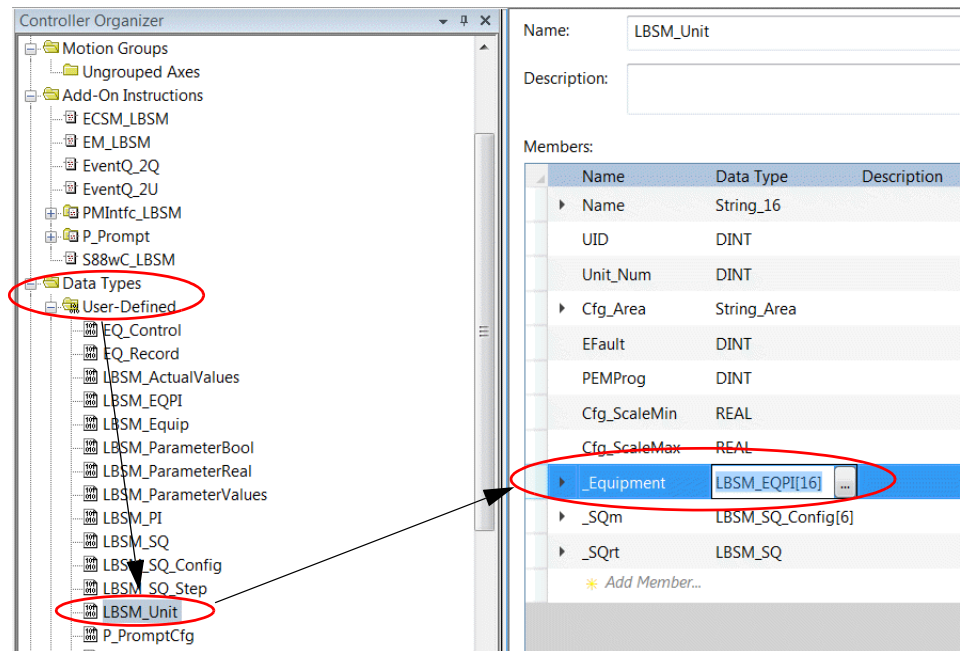 Controller Organizer
Motion Groups
Ungrouped Axes
Add-On Instructions
ECSM_LBSM
EM_LBSM
EventQ_2Q
EventQ_2U
PMIntfc_LBSM
P_Prompt
S88wC_LBSM
Data Types
User-Defined
EQ_Control
EQ_Record
LBSM_ActualValues
LBSM_EQPI
LBSM_Equip
LBSM_ParameterBool
LBSM_ParameterReal
LBSM_ParameterValues
LBSM_PI
LBSM_SQ
LBSM_SQ_Config
LBSM_SQ_Step
LBSM_Unit
P_PromptCfg
Name: LBSM_Unit
Description:
Members:
Name Data Type Description
Name String_16
UID DINT
Unit_Num DINT
Cfg_Area String_Area
EFault DINT
PEMProg DINT
Cfg_ScaleMin REAL
Cfg_ScaleMax REAL
_Equipment LBSM_EQPI[16] ...
_SQm LBSM_SQ_Config[6]
_SQrt LBSM_SQ
Add Member...